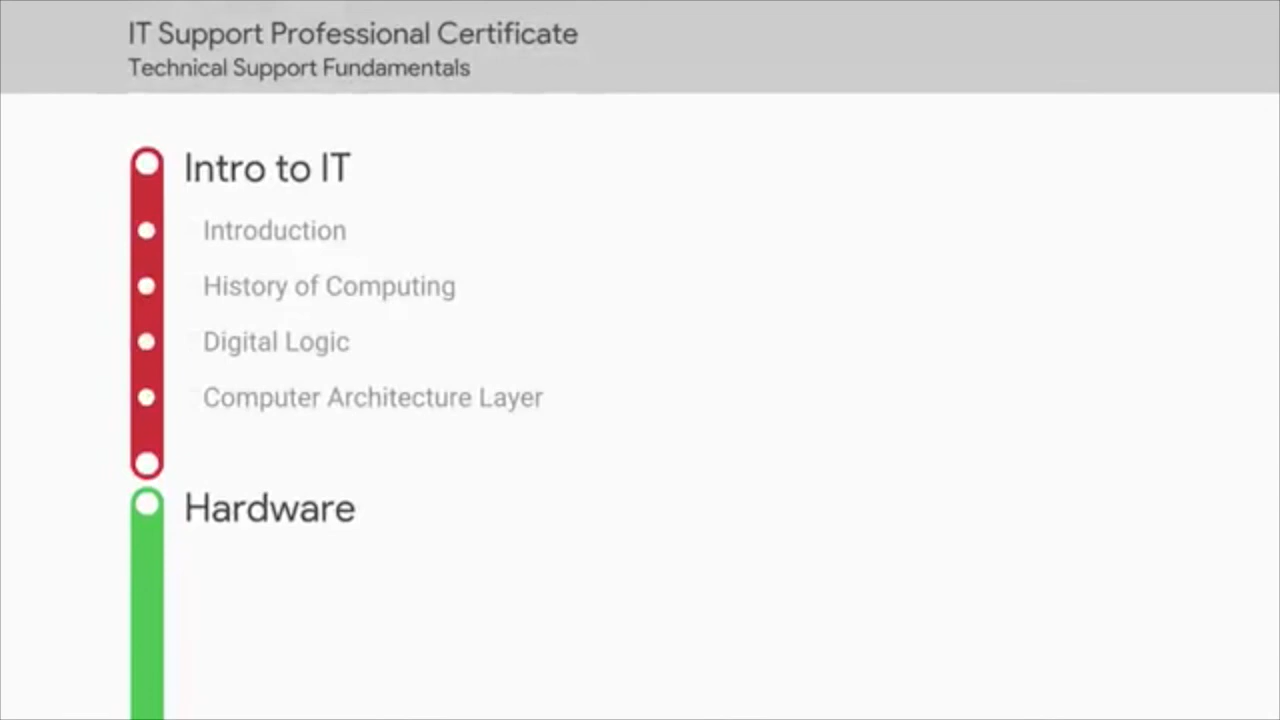 IT Support Professional Certificate
Technical Support Fundamentals
Intro to IT
Introduction
History of Computing
Digital Logic
Computer Architecture Layer
Hardware